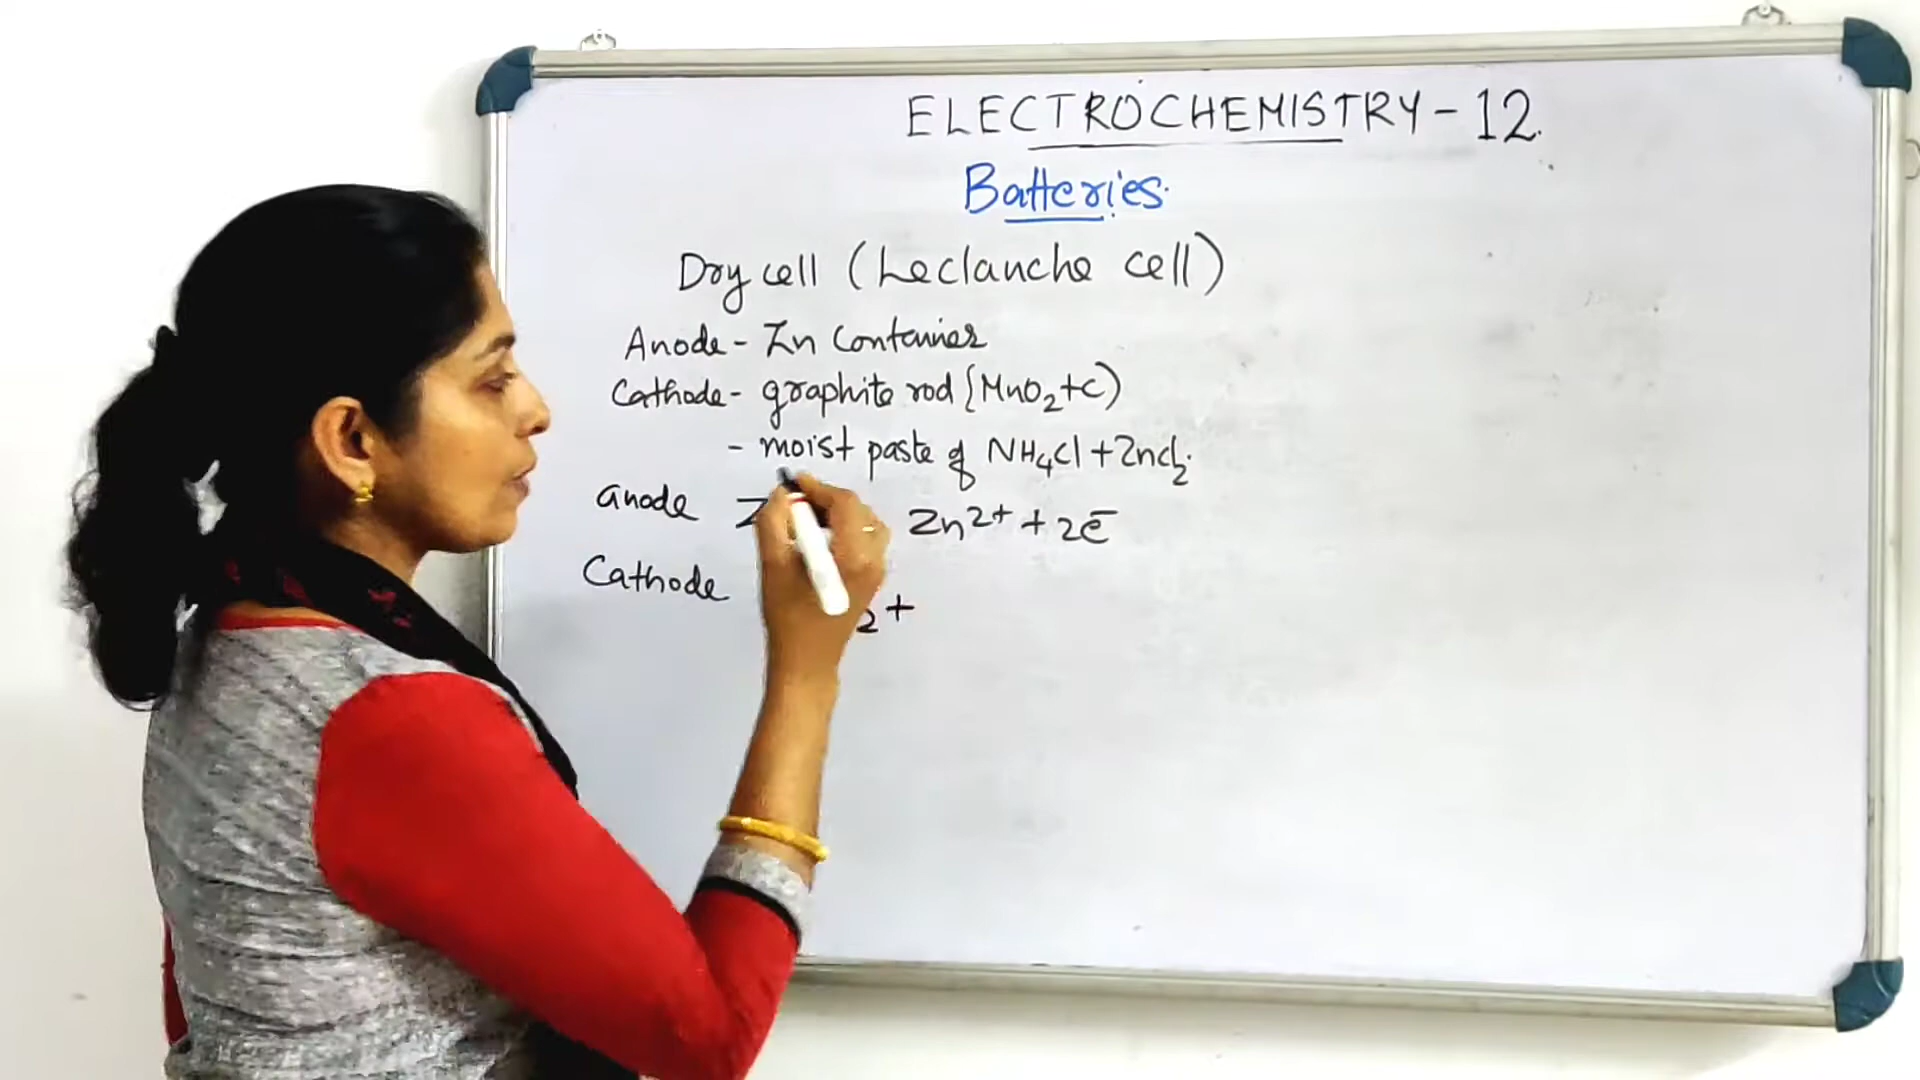 ELECTROCHEMISTRY - 12.
Batteries.
Dry cell (Leclanche cell)
Anode - Zn Container
Cathode - graphite rod (MnO2+C)
- moist paste of NH4Cl + ZnCl2.
anode Zn2+ + 2e-
Cathode 2 +